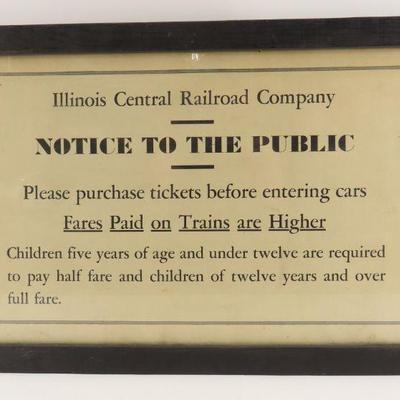 Illinois Central Railroad Company
NOTICE TO THE PUBLIC
Please purchase tickets before entering cars
Fares Paid on Trains are Higher
Children five years of age and under twelve are required
to pay half fare and children of twelve years and over
full fare.